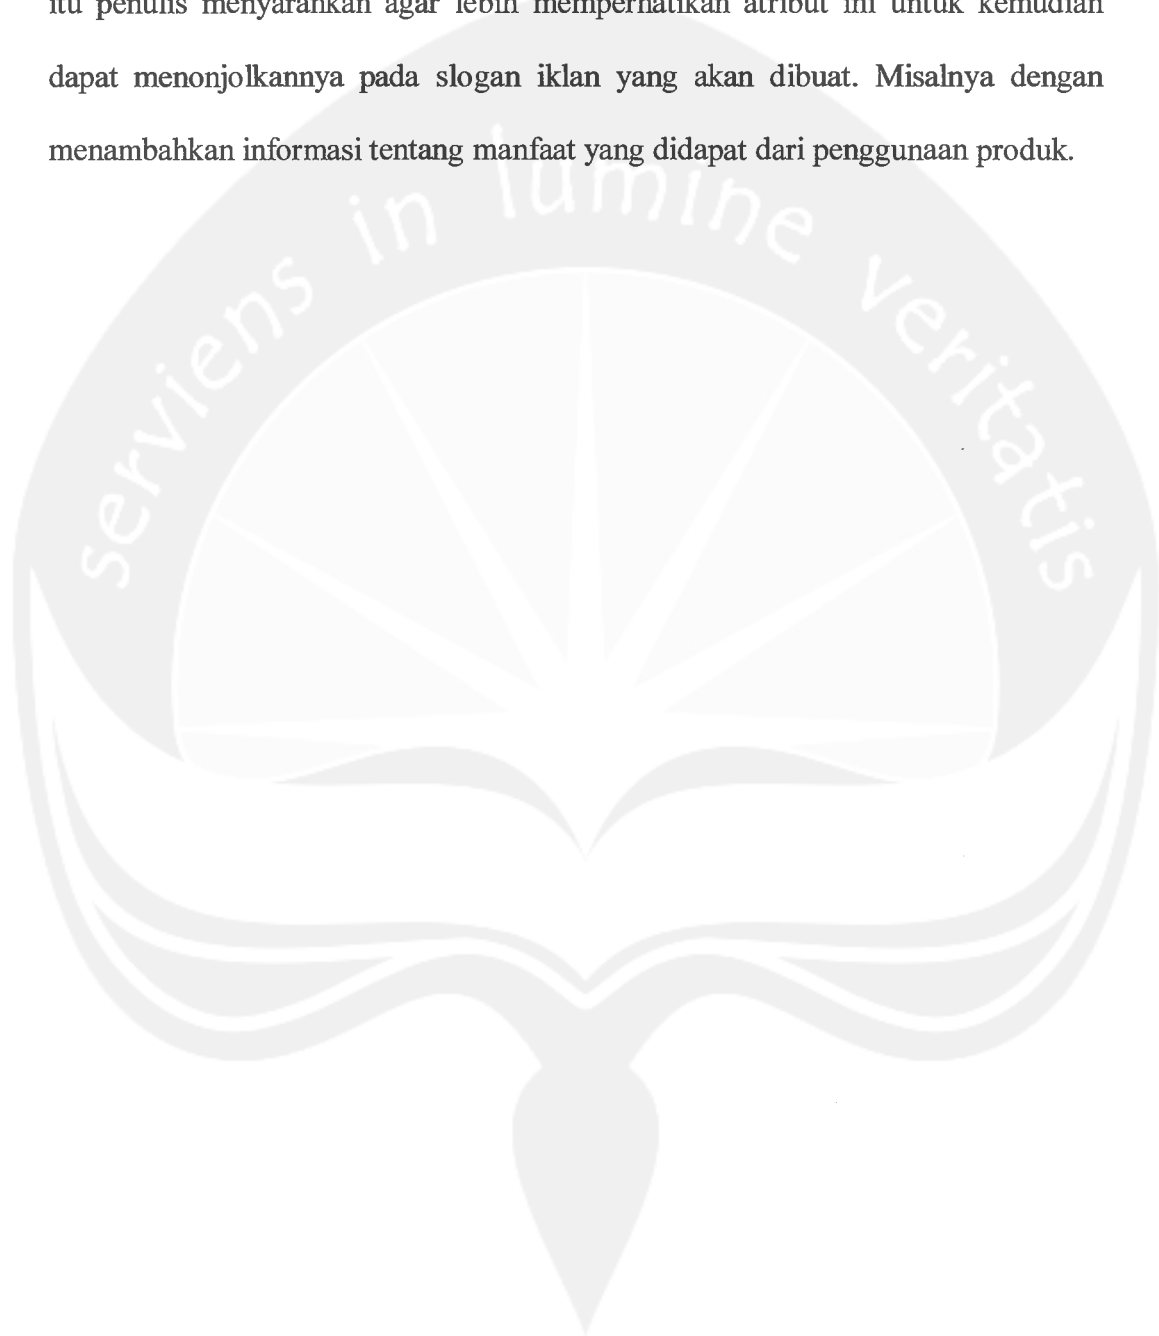 itu penulis menyarankan agar lebih memperhatikan atribut ini untuk kemudian
dapat menonjolkannya pada slogan iklan yang akan dibuat. Misalnya dengan
menambahkan informasi tentang manfaat yang didapat dari penggunaan produk.
serviens in lumine veritatis